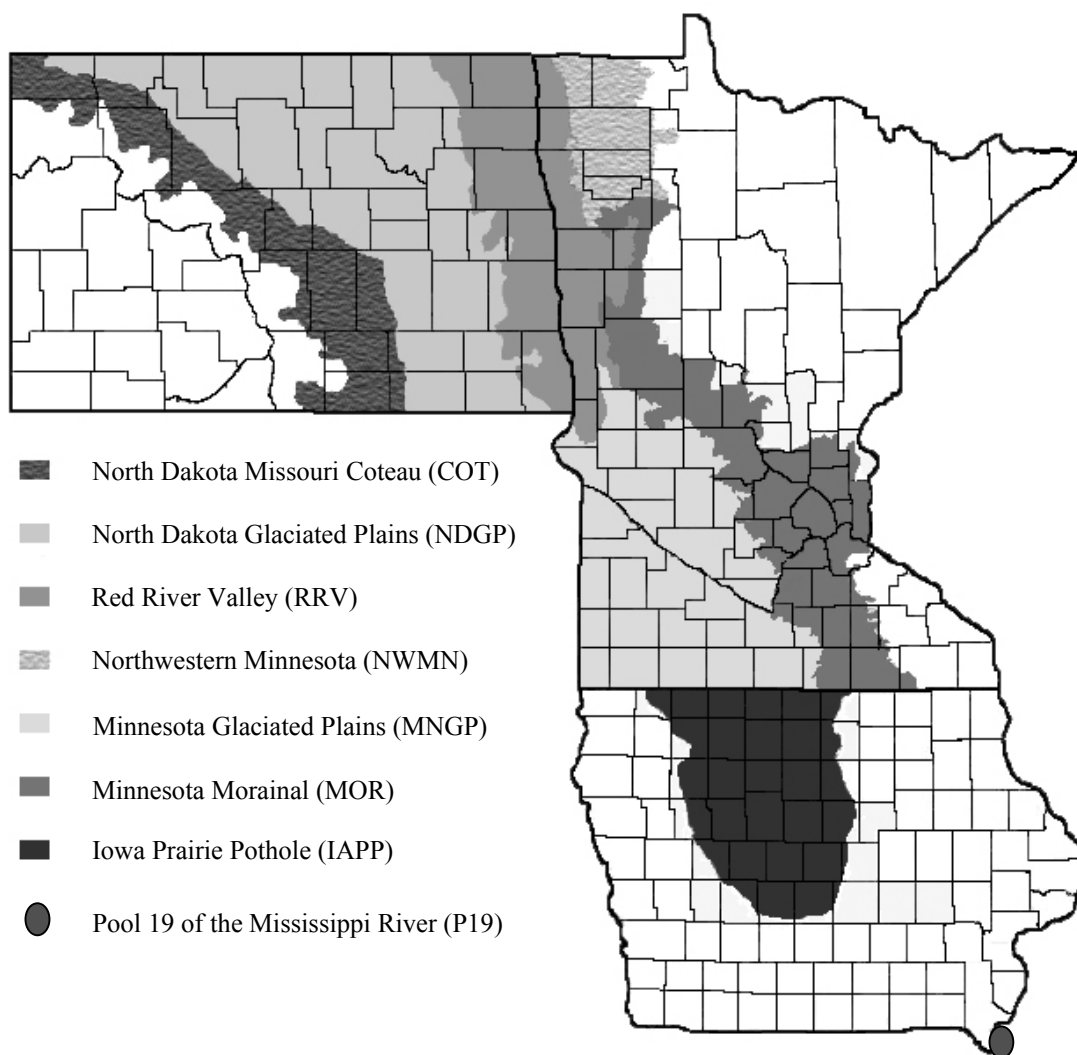 North Dakota Missouri Coteau (COT)
North Dakota Glaciated Plains (NDGP)
Red River Valley (RRV)
Northwestern Minnesota (NWMN)
Minnesota Glaciated Plains (MNGP)
Minnesota Morainal (MOR)
Iowa Prairie Pothole (IAPP)
Pool 19 of the Mississippi River (P19)